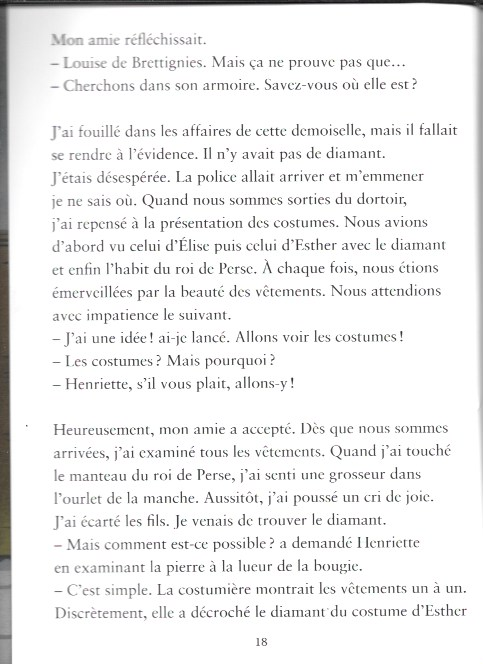 Mon amie réfléchissait.
– Louise de Brettignies. Mais ça ne prouve pas que…
– Cherchons dans son armoire. Savez-vous où elle est ?
J'ai fouillé dans les affaires de cette demoiselle, mais il fallait
se rendre à l'évidence. Il n'y avait pas de diamant.
J'étais désespérée. La police allait arriver et m'emmener
je ne sais où. Quand nous sommes sorties du dortoir,
j'ai repensé à la présentation des costumes. Nous avions
d'abord vu celui d'Élise puis celui d'Esther avec le diamant
et enfin l'habit du roi de Perse. À chaque fois, nous étions
émerveillées par la beauté des vêtements. Nous attendions
avec impatience le suivant.
– J'ai une idée ! ai-je lancé. Allons voir les costumes !
– Les costumes ? Mais pourquoi ?
– Henriette, s'il vous plait, allons-y !
Heureusement, mon amie a accepté. Dès que nous sommes
arrivées, j'ai examiné tous les vêtements. Quand j'ai touché
le manteau du roi de Perse, j'ai senti une grosseur dans
l'ourlet de la manche. Aussitôt, j'ai poussé un cri de joie.
J'ai écarté les fils. Je venais de trouver le diamant.
– Mais comment est-ce possible ? a demandé Henriette
en examinant la pierre à la lueur de la bougie.
– C'est simple. La costumière montrait les vêtements un à un.
Discrètement, elle a décroché le diamant du costume d'Esther
18